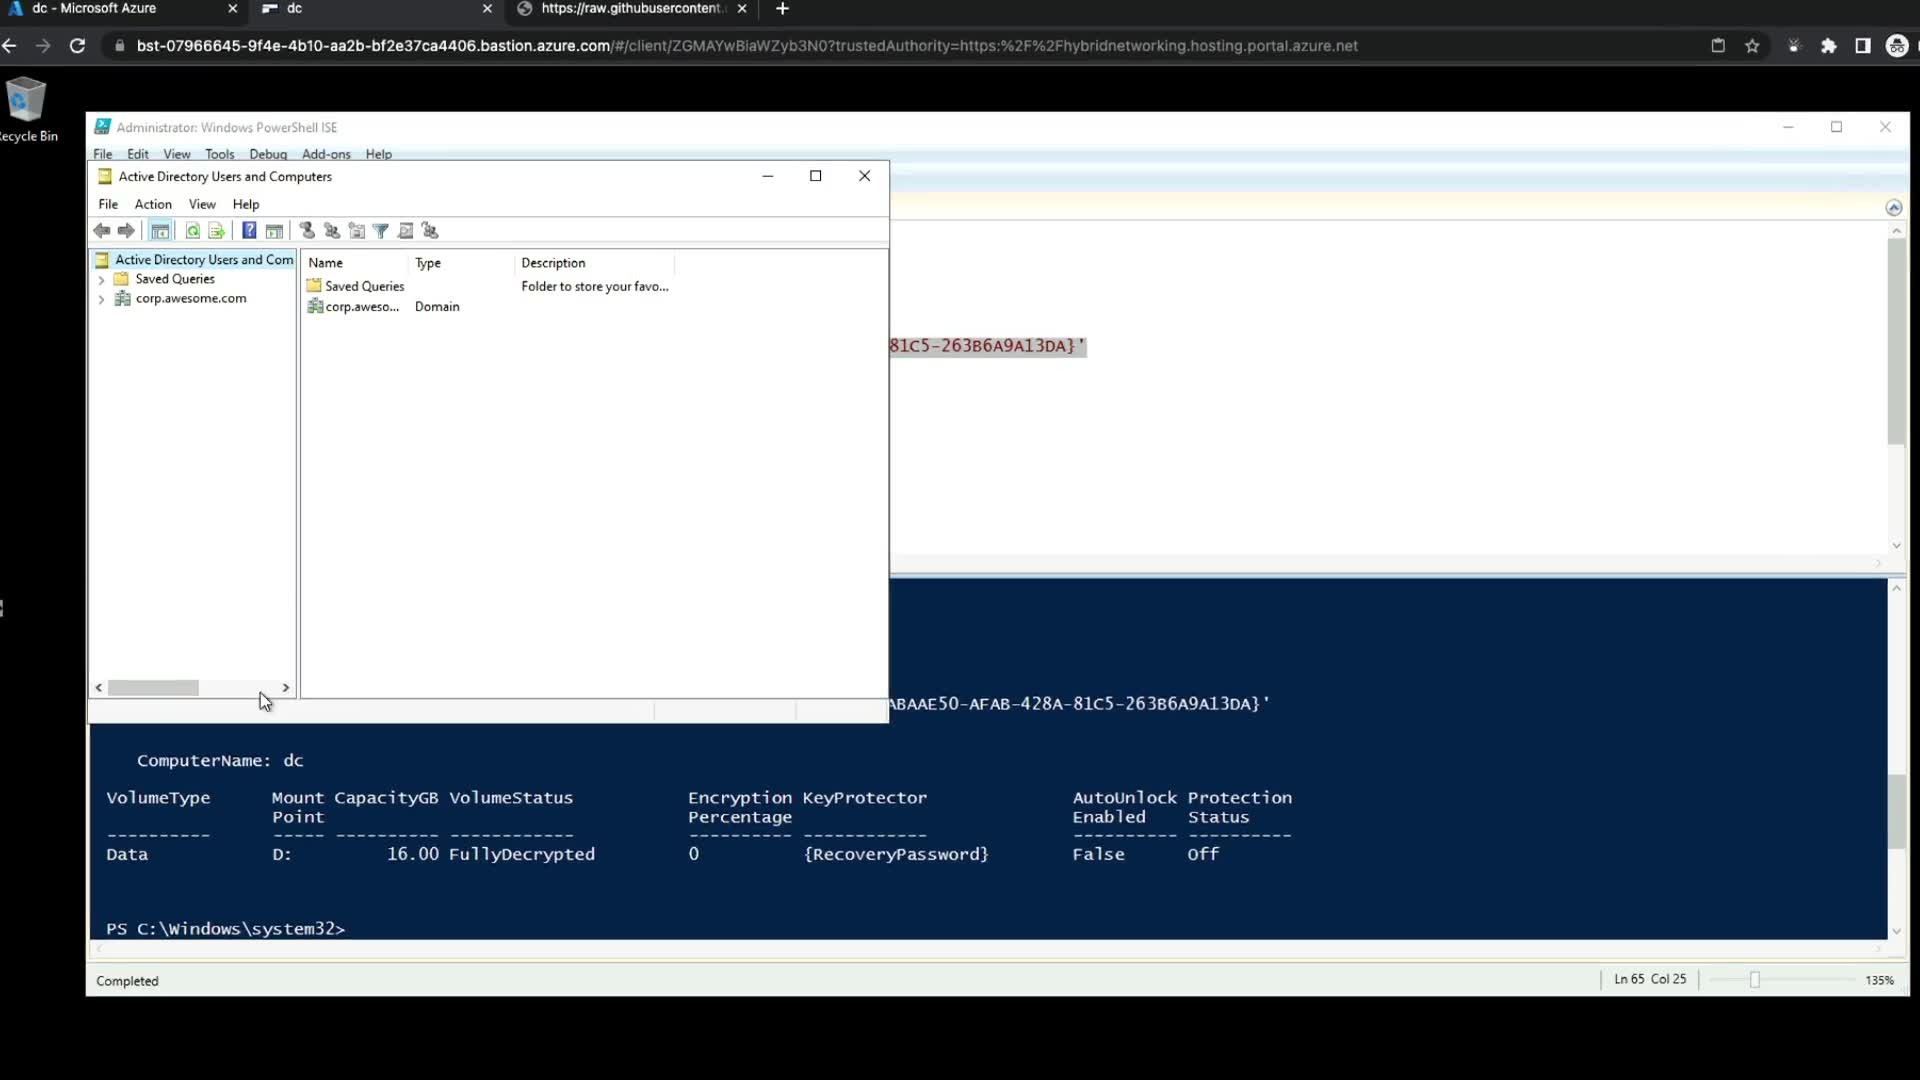 dc - Microsoft Azure
dc
https://raw.githubusercontent.
bst-07966645-9f4e-4b10-aa2b-bf2e37ca4406.bastion.azure.com/#/client/ZGMAYwBiaWZyb3N0?trustedAuthority=https:%2F%2Fhybridnetworking.hosting.portal.azure.net
ecycle Bin
Administrator: Windows PowerShell ISE
File Edit View Tools Debug Add-ons Help
Active Directory Users and Computers
File Action View Help
Active Directory Users and Com
Saved Queries
corp.awesome.com
Name Type Description
Saved Queries Folder to store your favo...
corp.aweso... Domain
81C5-263B6A9A13DA}'
ABAAE50-AFAB-428A-81C5-263B6A9A13DA}'
ComputerName: dc
VolumeType Mount CapacityGB VolumeStatus Encryption KeyProtector AutoUnlock Protection
Point Percentage Enabled Status
---------- ----- ---------- ------------ ---------- ------------ ---------- ----------
Data D: 16.00 FullyDecrypted 0 {RecoveryPassword} False Off
PS C:\Windows\system32>
Completed
Ln 65 Col 25
135%